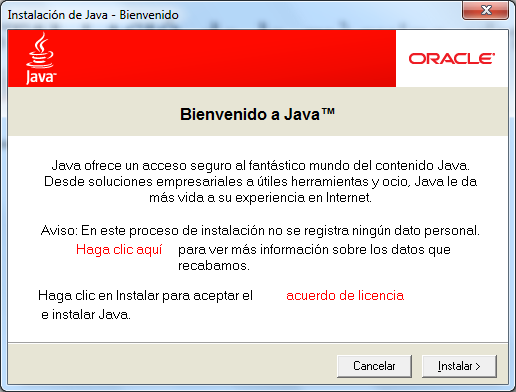 Instalación de Java - Bienvenido
Java™
ORACLE®
Bienvenido a Java™
Java ofrece un acceso seguro al fantástico mundo del contenido Java.
Desde soluciones empresariales a útiles herramientas y ocio, Java le da
más vida a su experiencia en Internet.
Aviso: En este proceso de instalación no se registra ningún dato personal.
Haga clic aquí para ver más información sobre los datos que
recabamos.
Haga clic en Instalar para aceptar el acuerdo de licencia
e instalar Java.
Cancelar
Instalar >